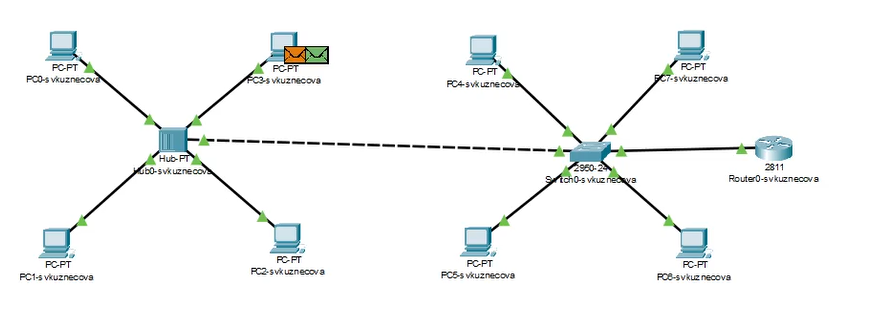 PC-PT
PC0-svkuznecova
PC-PT
PC3-svkuznecova
PC-PT
PC4-svkuznecova
PC-PT
PC7-svkuznecova
Hub-PT
Hub0-svkuznecova
2950-24
Switch0-svkuznecova
2811
Router0-svkuznecova
PC-PT
PC1-svkuznecova
PC-PT
PC2-svkuznecova
PC-PT
PC5-svkuznecova
PC-PT
PC6-svkuznecova